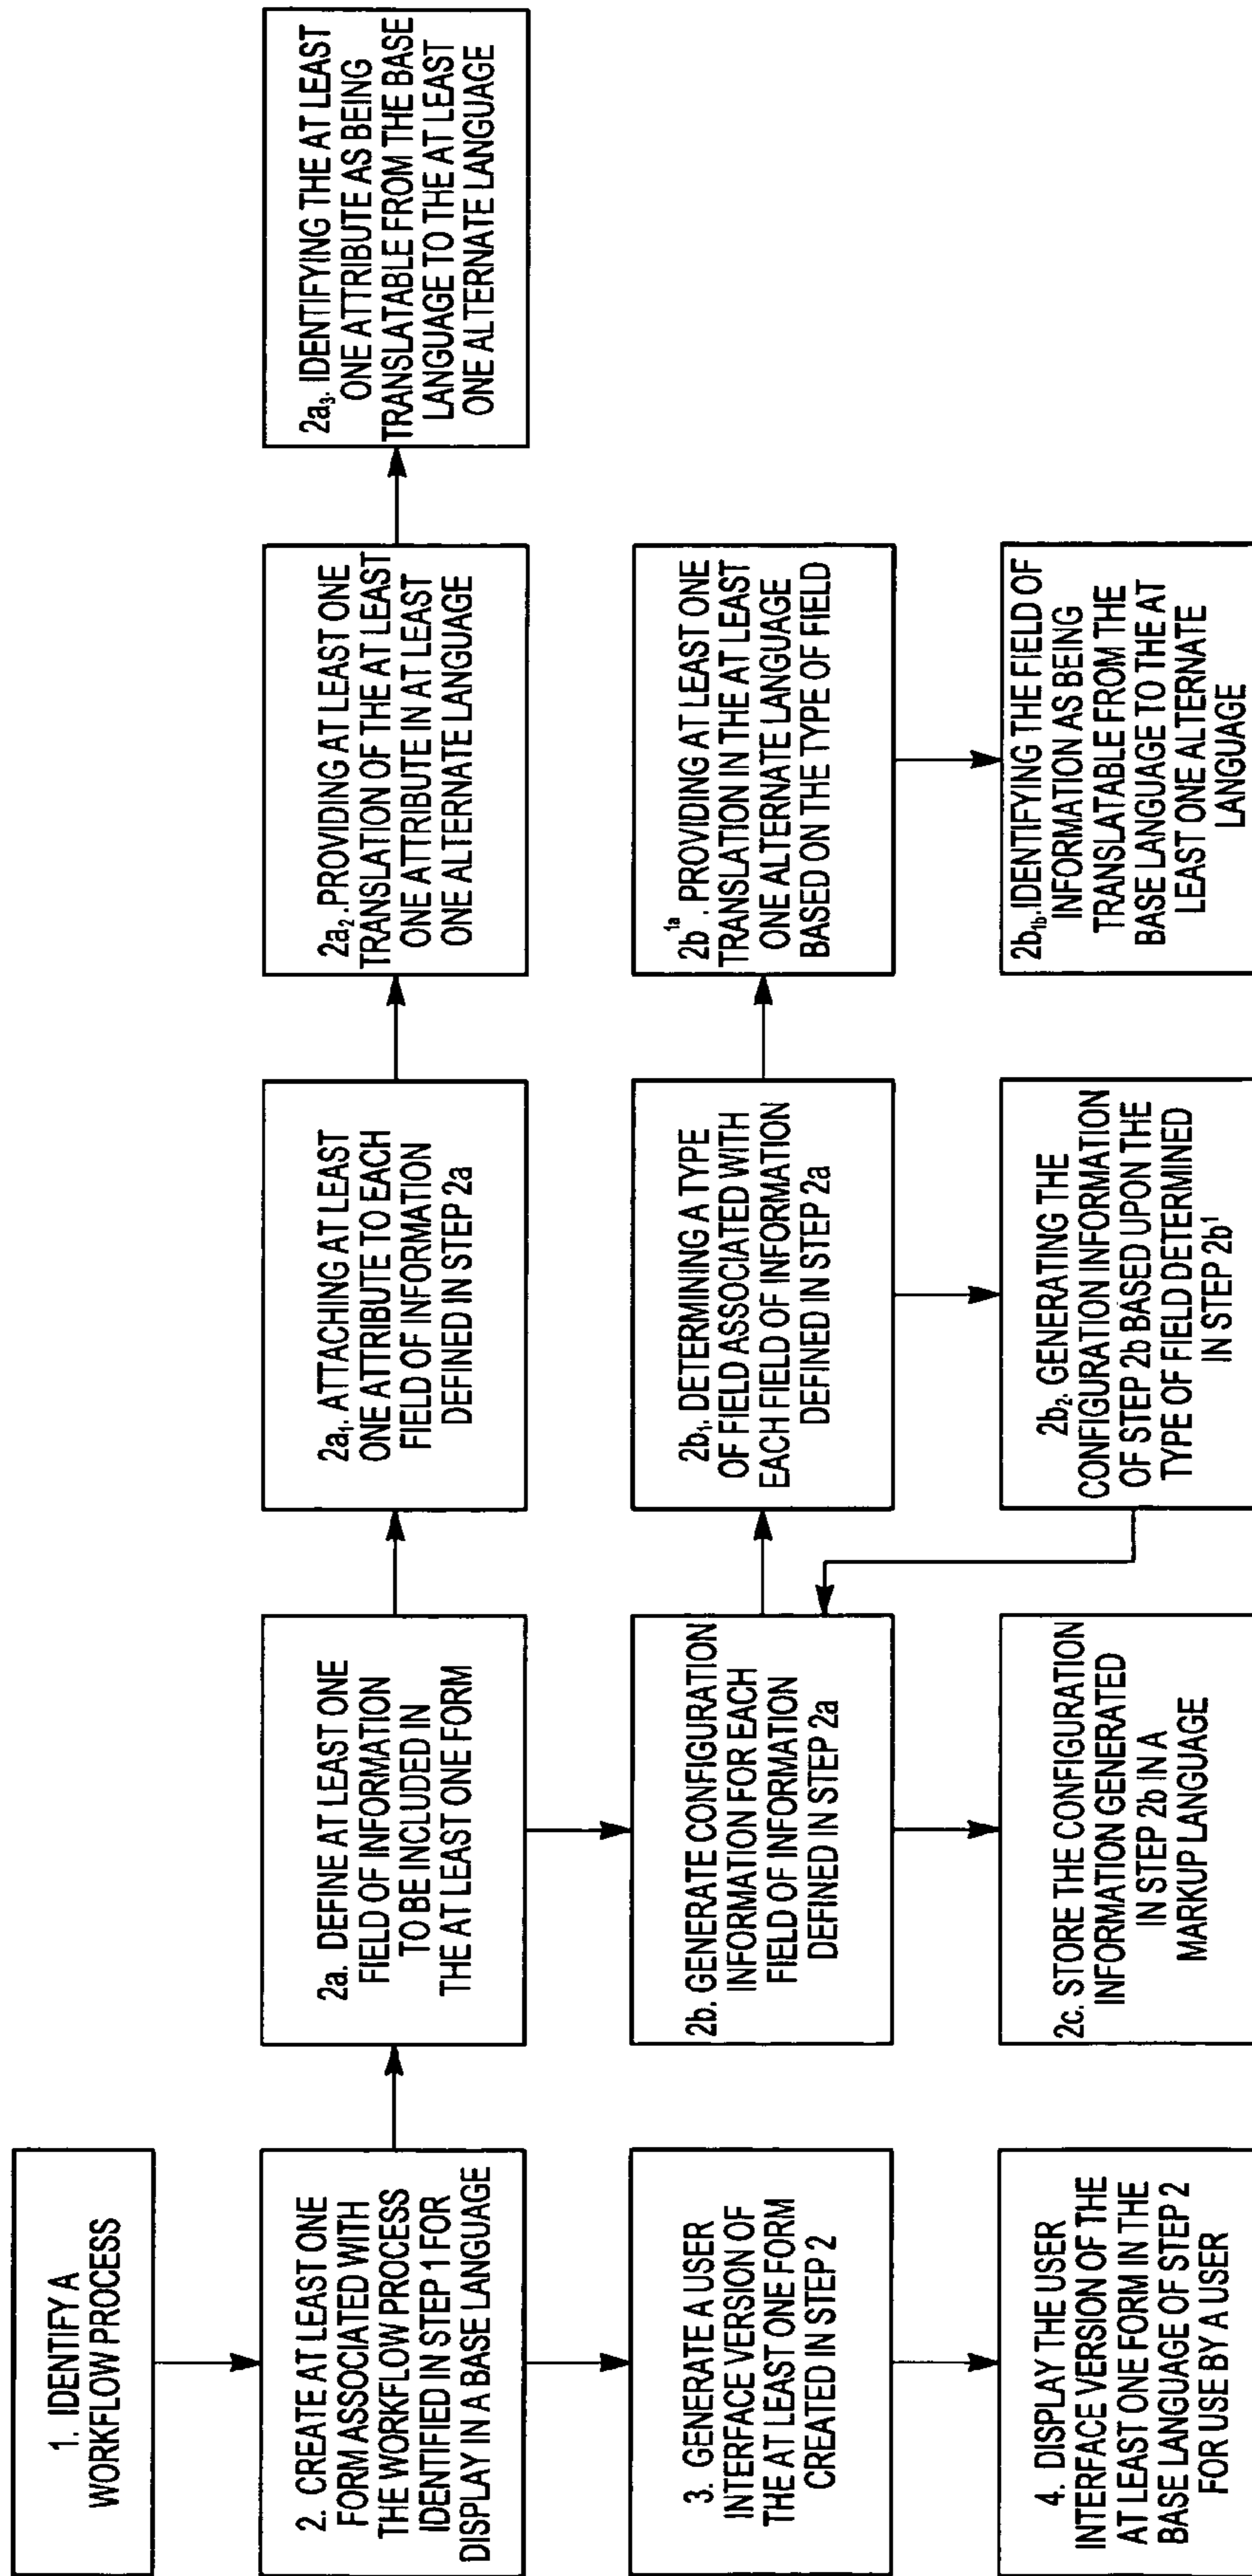 1. IDENTIFY A
WORKFLOW PROCESS
2. CREATE AT LEAST ONE
FORM ASSOCIATED WITH
THE WORKFLOW PROCESS
IDENTIFIED IN STEP 1 FOR
DISPLAY IN A BASE LANGUAGE
2a. DEFINE AT LEAST ONE
FIELD OF INFORMATION
TO BE INCLUDED IN
THE AT LEAST ONE FORM
2a₁. ATTACHING AT LEAST
ONE ATTRIBUTE TO EACH
FIELD OF INFORMATION
DEFINED IN STEP 2a
2a₂. PROVIDING AT LEAST ONE
TRANSLATION OF THE AT LEAST
ONE ATTRIBUTE IN AT LEAST
ONE ALTERNATE LANGUAGE
2a₃. IDENTIFYING THE AT LEAST
ONE ATTRIBUTE AS BEING
TRANSLATABLE FROM THE BASE
LANGUAGE TO THE AT LEAST
ONE ALTERNATE LANGUAGE
3. GENERATE A USER
INTERFACE VERSION OF
THE AT LEAST ONE FORM
CREATED IN STEP 2
2b. GENERATE CONFIGURATION
INFORMATION FOR EACH
FIELD OF INFORMATION
DEFINED IN STEP 2a
2b₁. DETERMINING A TYPE
OF FIELD ASSOCIATED WITH
EACH FIELD OF INFORMATION
DEFINED IN STEP 2a
2b¹ᵃ. PROVIDING AT LEAST ONE
TRANSLATION IN THE AT LEAST
ONE ALTERNATE LANGUAGE
BASED ON THE TYPE OF FIELD
4. DISPLAY THE USER
INTERFACE VERSION OF THE
AT LEAST ONE FORM IN THE
BASE LANGUAGE OF STEP 2
FOR USE BY A USER
2c. STORE THE CONFIGURATION
INFORMATION GENERATED
IN STEP 2b IN A
MARKUP LANGUAGE
2b₂. GENERATING THE
CONFIGURATION INFORMATION
OF STEP 2b BASED UPON THE
TYPE OF FIELD DETERMINED
IN STEP 2b¹
2b₁b. IDENTIFYING THE FIELD OF
INFORMATION AS BEING
TRANSLATABLE FROM THE
BASE LANGUAGE TO THE AT
LEAST ONE ALTERNATE
LANGUAGE